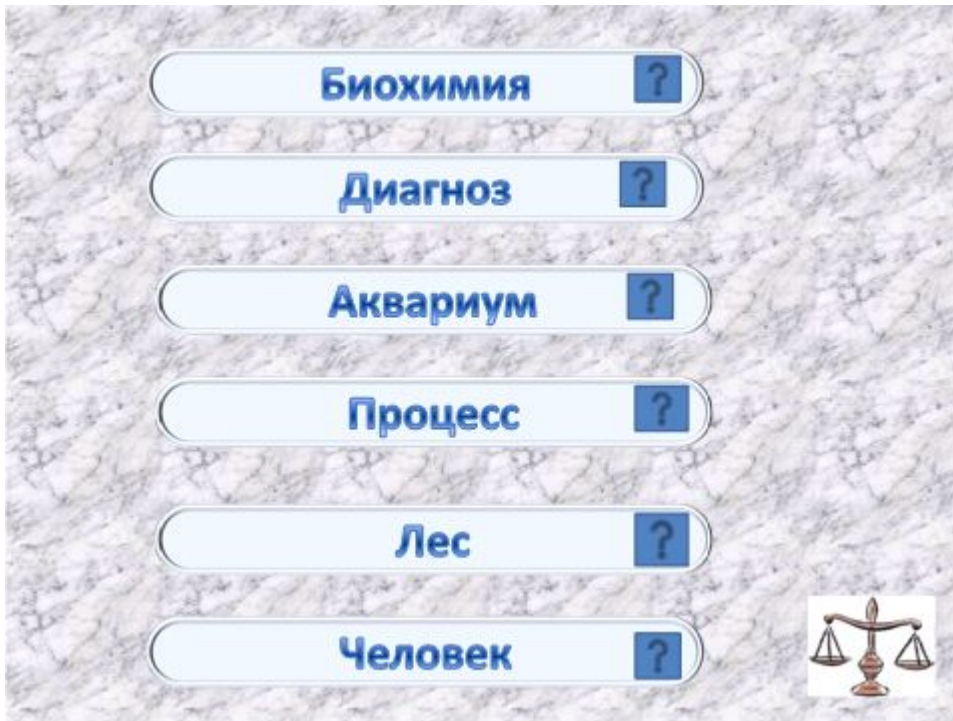 Биохимия ?
Диагноз ?
Аквариум ?
Процесс ?
Лес ?
Человек ?